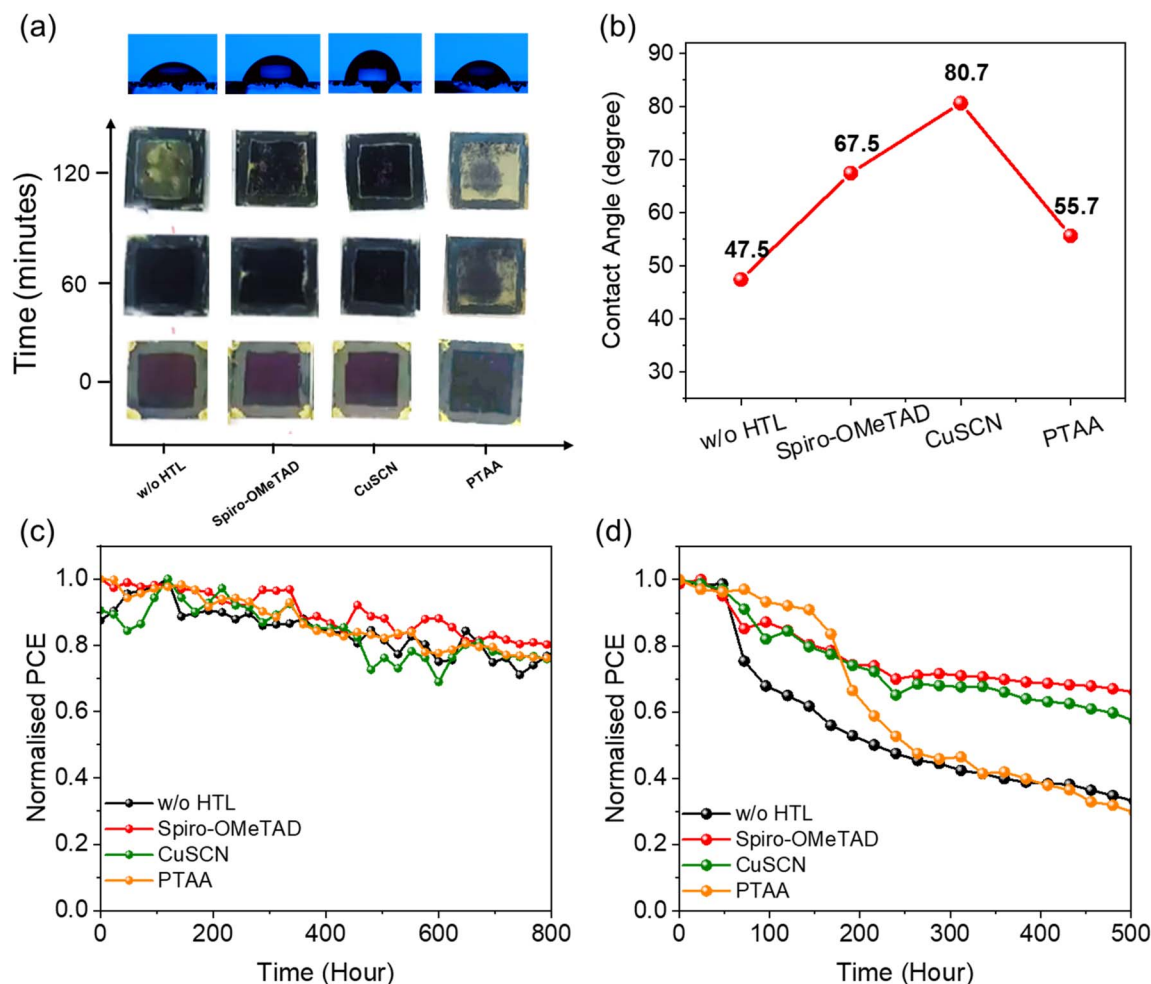 (a)
Time (minutes)
120
60
0
w/o HTL
Spiro-OMeTAD
CuSCN
PTAA
(b)
Contact Angle (degree)
90
80
70
60
50
40
30
47.5
67.5
80.7
55.7
w/o HTL
Spiro-OMeTAD
CuSCN
PTAA
(c)
Normalised PCE
1.0
0.8
0.6
0.4
0.2
0.0
w/o HTL
Spiro-OMeTAD
CuSCN
PTAA
0
200
400
600
800
Time (Hour)
(d)
Normalised PCE
1.0
0.8
0.6
0.4
0.2
0.0
w/o HTL
Spiro-OMeTAD
CuSCN
PTAA
0
100
200
300
400
500
Time (Hour)